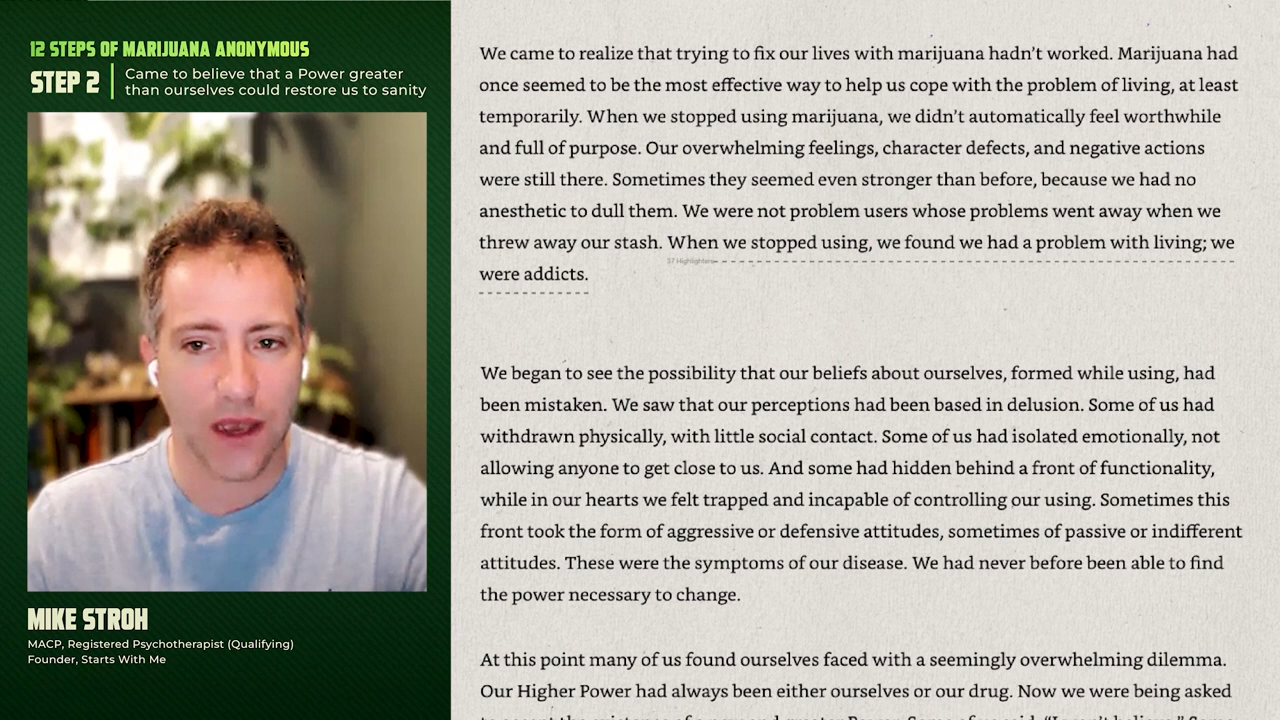 12 STEPS OF MARIJUANA ANONYMOUS
STEP 2
Came to believe that a Power greater
than ourselves could restore us to sanity
MIKE STROH
MACP, Registered Psychotherapist (Qualifying)
Founder, Starts With Me
We came to realize that trying to fix our lives with marijuana hadn’t worked. Marijuana had
once seemed to be the most effective way to help us cope with the problem of living, at least
temporarily. When we stopped using marijuana, we didn’t automatically feel worthwhile
and full of purpose. Our overwhelming feelings, character defects, and negative actions
were still there. Sometimes they seemed even stronger than before, because we had no
anesthetic to dull them. We were not problem users whose problems went away when we
threw away our stash. When we stopped using, we found we had a problem with living; we
37 Highlighters
were addicts.
We began to see the possibility that our beliefs about ourselves, formed while using, had
been mistaken. We saw that our perceptions had been based in delusion. Some of us had
withdrawn physically, with little social contact. Some of us had isolated emotionally, not
allowing anyone to get close to us. And some had hidden behind a front of functionality,
while in our hearts we felt trapped and incapable of controlling our using. Sometimes this
front took the form of aggressive or defensive attitudes, sometimes of passive or indifferent
attitudes. These were the symptoms of our disease. We had never before been able to find
the power necessary to change.
At this point many of us found ourselves faced with a seemingly overwhelming dilemma.
Our Higher Power had always been either ourselves or our drug. Now we were being asked